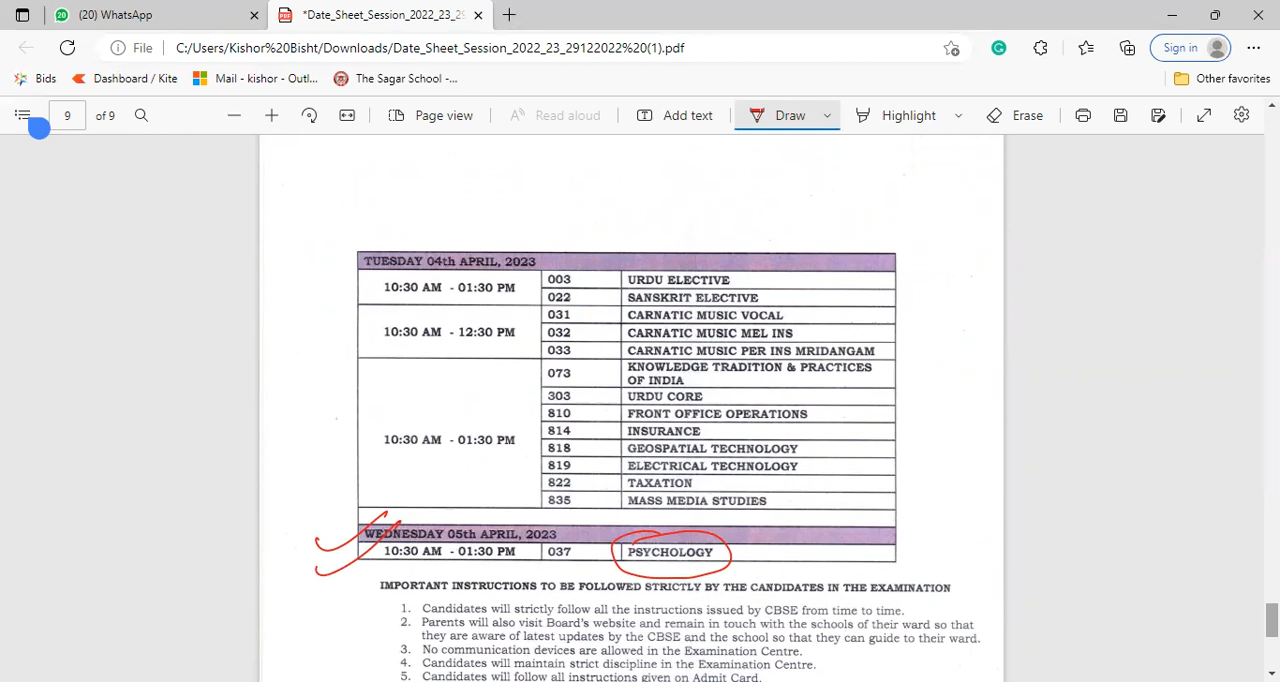 20 (20) WhatsApp
*Date_Sheet_Session_2022_23_29
File C:/Users/Kishor%20Bisht/Downloads/Date_Sheet_Session_2022_23_29122022%20(1).pdf Sign in
Bids Dashboard / Kite Mail - kishor - Outl... The Sagar School -... Other favorites
9 of 9 Page view Read aloud Add text Draw Highlight Erase
TUESDAY 04th APRIL, 2023
10:30 AM - 01:30 PM 003 URDU ELECTIVE
022 SANSKRIT ELECTIVE
10:30 AM - 12:30 PM 031 CARNATIC MUSIC VOCAL
032 CARNATIC MUSIC MEL INS
033 CARNATIC MUSIC PER INS MRIDANGAM
10:30 AM - 01:30 PM 073 KNOWLEDGE TRADITION & PRACTICES
OF INDIA
303 URDU CORE
810 FRONT OFFICE OPERATIONS
814 INSURANCE
818 GEOSPATIAL TECHNOLOGY
819 ELECTRICAL TECHNOLOGY
822 TAXATION
835 MASS MEDIA STUDIES
WEDNESDAY 05th APRIL, 2023
10:30 AM - 01:30 PM 037 PSYCHOLOGY
IMPORTANT INSTRUCTIONS TO BE FOLLOWED STRICTLY BY THE CANDIDATES IN THE EXAMINATION
1. Candidates will strictly follow all the instructions issued by CBSE from time to time.
2. Parents will also visit Board's website and remain in touch with the schools of their ward so that
they are aware of latest updates by the CBSE and the school so that they can guide to their ward.
3. No communication devices are allowed in the Examination Centre.
4. Candidates will maintain strict discipline in the Examination Centre.
5. Candidates will follow all instructions given on Admit Card.